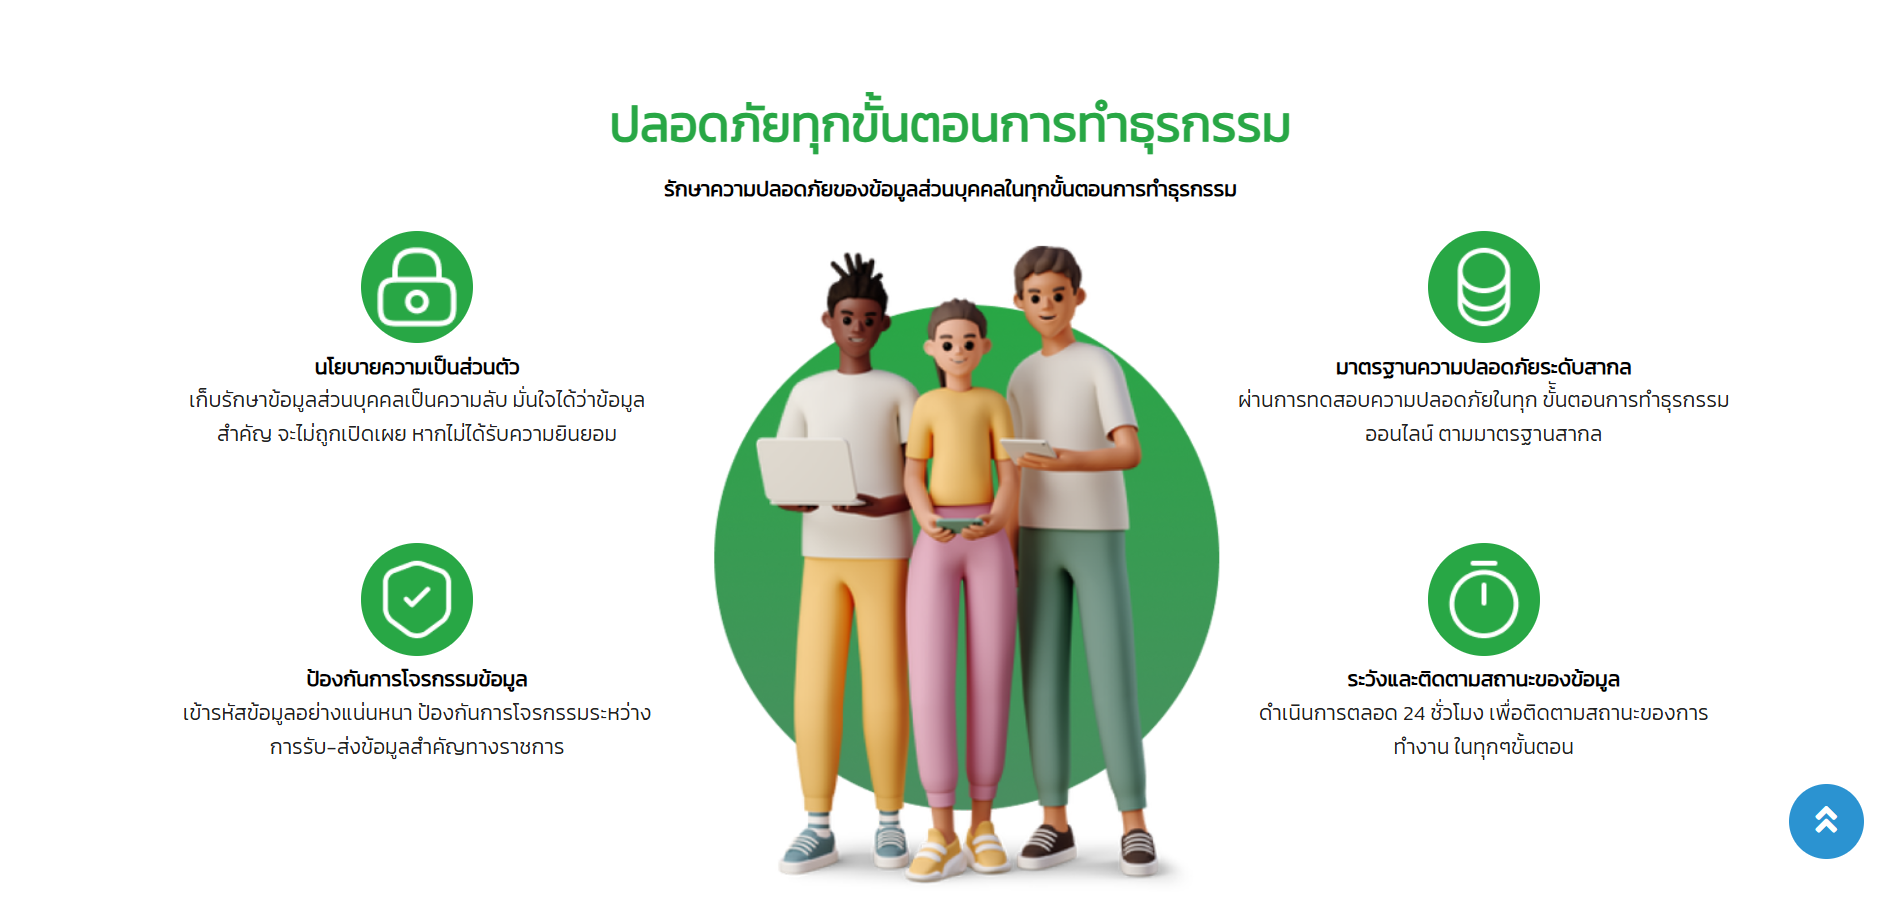 ปลอดภัยทุกขั้นตอนการทำธุรกรรม
รักษาความปลอดภัยของข้อมูลส่วนบุคคลในทุกขั้นตอนการทำธุรกรรม
นโยบายความเป็นส่วนตัว
เก็บรักษาข้อมูลส่วนบุคคลเป็นความลับ มั่นใจได้ว่าข้อมูล
สำคัญ จะไม่ถูกเปิดเผย หากไม่ได้รับความยินยอม
มาตรฐานความปลอดภัยระดับสากล
ผ่านการทดสอบความปลอดภัยในทุก ขั้ันตอนการทำธุรกรรม
ออนไลน์ ตามมาตรฐานสากล
ป้องกันการโจรกรรมข้อมูล
เข้ารหัสข้อมูลอย่างแน่นหนา ป้องกันการโจรกรรมระหว่าง
การรับ-ส่งข้อมูลสำคัญทางราชการ
ระวังและติดตามสถานะของข้อมูล
ดำเนินการตลอด 24 ชั่วโมง เพื่อติดตามสถานะของการ
ทำงาน ในทุกๆขั้นตอน